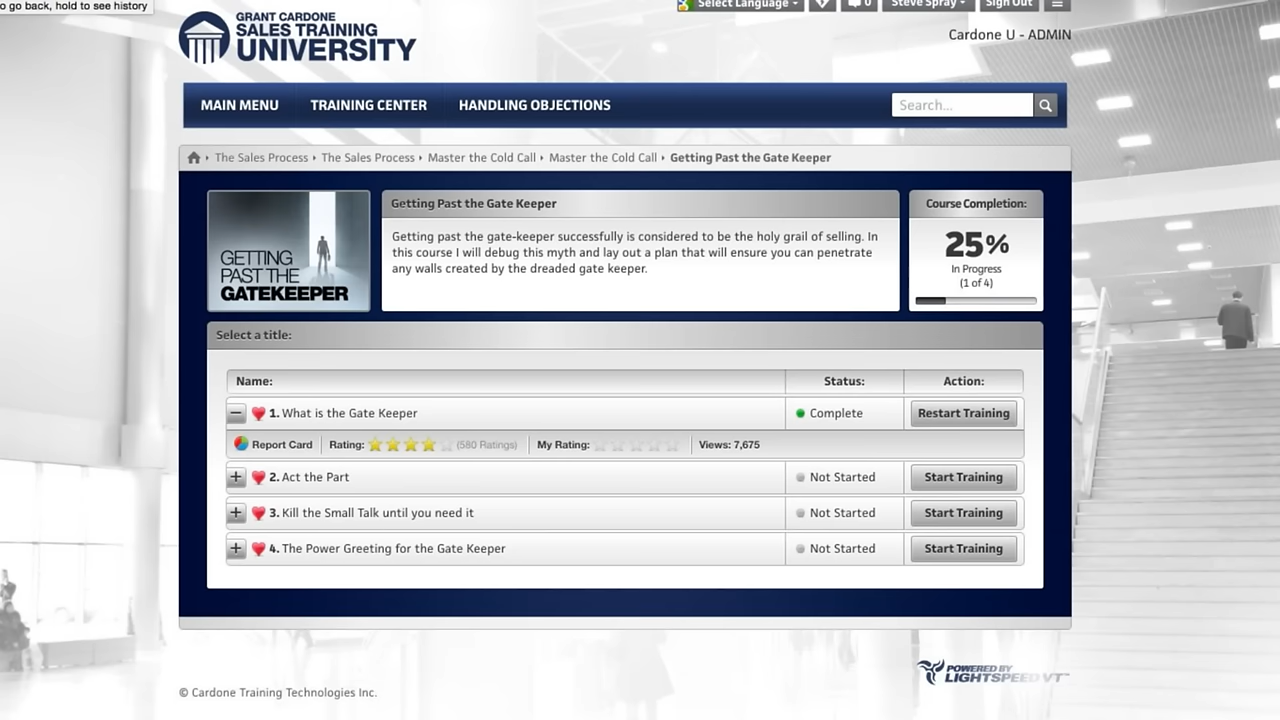 o go back, hold to see history
Select Language
0
Steve Spray
Sign Out
GRANT CARDONE
SALES TRAINING
UNIVERSITY
Cardone U - ADMIN
MAIN MENU
TRAINING CENTER
HANDLING OBJECTIONS
Search...
The Sales Process
The Sales Process
Master the Cold Call
Master the Cold Call
Getting Past the Gate Keeper
GETTING
PAST THE
GATEKEEPER
Getting Past the Gate Keeper
Getting past the gate-keeper successfully is considered to be the holy grail of selling. In
this course I will debug this myth and lay out a plan that will ensure you can penetrate
any walls created by the dreaded gate keeper.
Course Completion:
25%
In Progress
(1 of 4)
Select a title:
Name: Status: Action:
1. What is the Gate Keeper Complete Restart Training
Report Card Rating: (580 Ratings) My Rating: Views: 7,675
2. Act the Part Not Started Start Training
3. Kill the Small Talk until you need it Not Started Start Training
4. The Power Greeting for the Gate Keeper Not Started Start Training
POWERED BY
LIGHTSPEED VT™
© Cardone Training Technologies Inc.